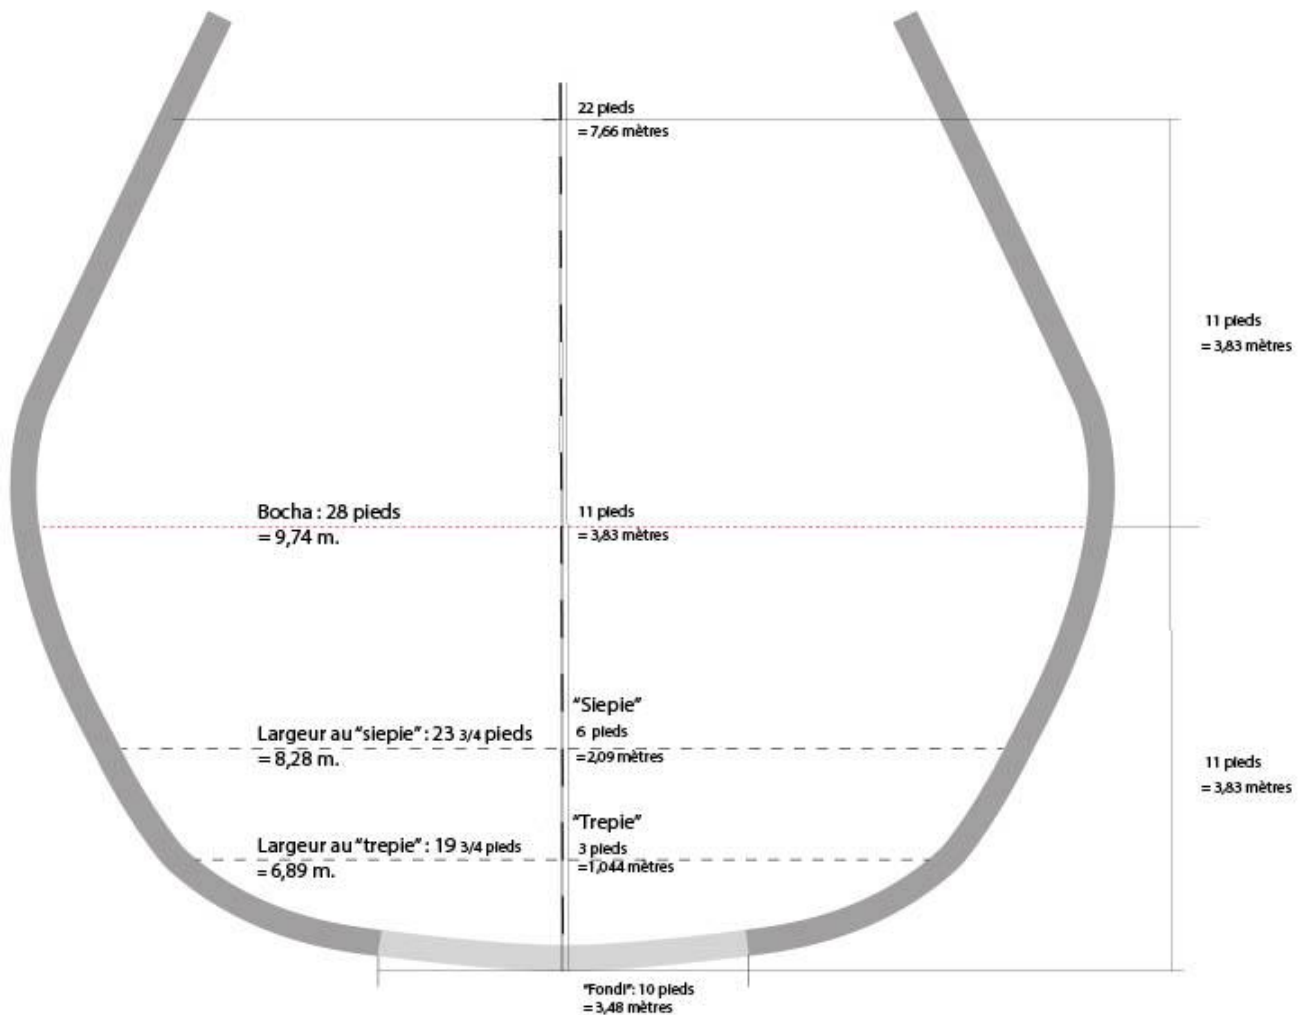 22 pieds
= 7,66 mètres
11 pieds
= 3,83 mètres
Bocha : 28 pieds
= 9,74 m.
11 pieds
= 3,83 mètres
"Siepie"
Largeur au "siepie" : 23 3/4 pieds
6 pieds
= 8,28 m.
=2,09 mètres
11 pieds
= 3,83 mètres
"Trepie"
Largeur au "trepie" : 19 3/4 pieds
3 pieds
= 6,89 m.
=1,044 mètres
"Fondi": 10 pieds
= 3,48 mètres